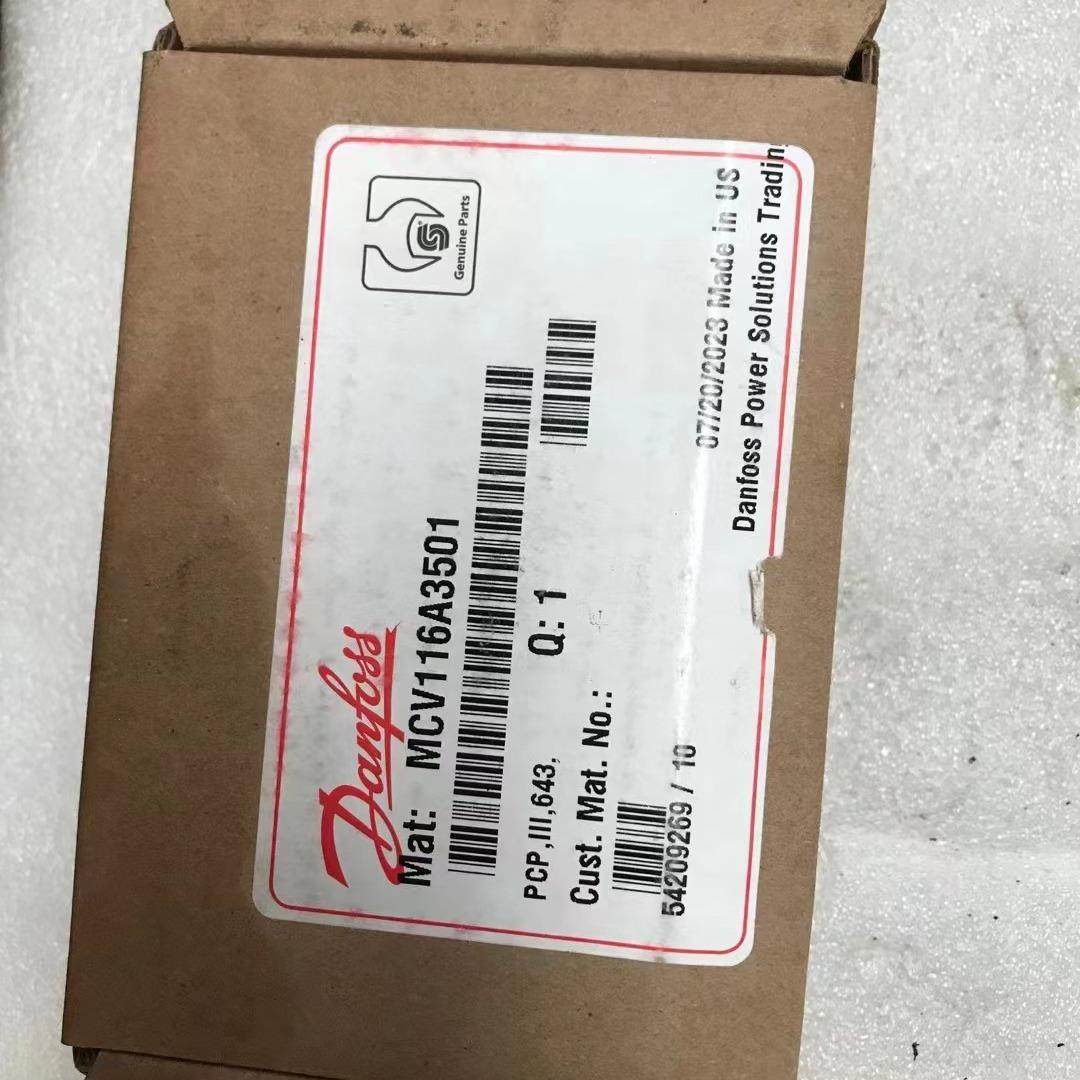 Genuine Parts
Danfoss
Mat: MCV116A3501
PCP,III,643,
Q: 1
Cust. Mat. No.:
54209269 / 10
07/20/2023 Made in US
Danfoss Power Solutions Trading